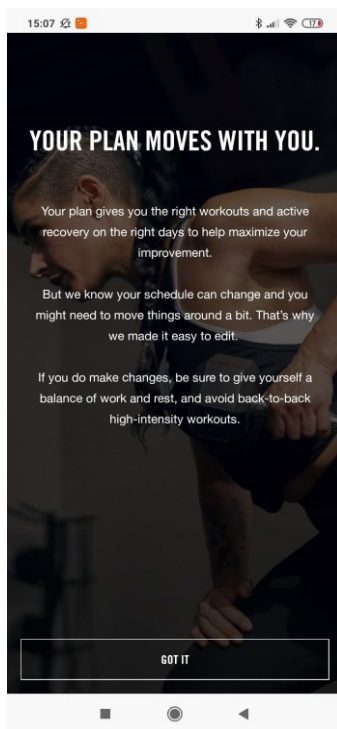 15:07
17
YOUR PLAN MOVES WITH YOU.
Your plan gives you the right workouts and active
recovery on the right days to help maximize your
improvement.
But we know your schedule can change and you
might need to move things around a bit. That's why
we made it easy to edit.
If you do make changes, be sure to give yourself a
balance of work and rest, and avoid back-to-back
high-intensity workouts.
GOT IT